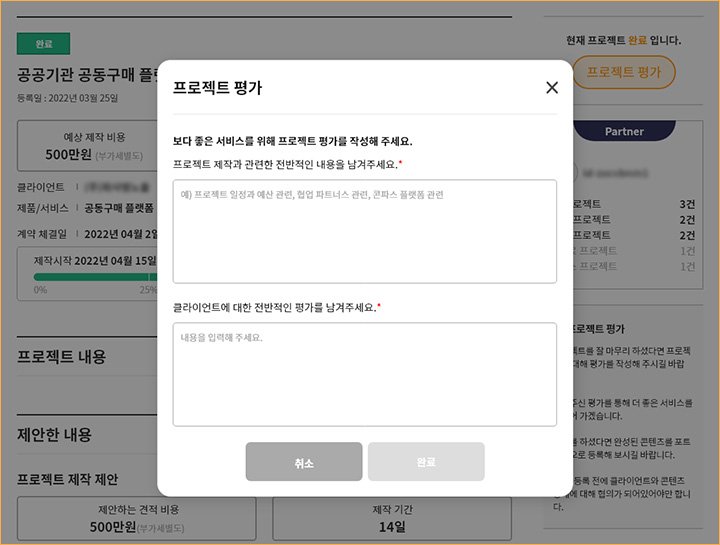 완료
공공기관 공동구매 플
등록일 : 2022년 03월 25일
예상 제작 비용
500만원 (부가세별도)
클라이언트
제품/서비스 공동구매 플랫폼
계약 체결일 2022년 04월 2
제작시작 2022년 04월 15일
0% 25%
프로젝트 내용
제안한 내용
프로젝트 제작 제안
제안하는 견적 비용
500만원(부가세별도)
제작 기간
14일
프로젝트 평가
보다 좋은 서비스를 위해 프로젝트 평가를 작성해 주세요.
프로젝트 제작과 관련한 전반적인 내용을 남겨주세요.*
예) 프로젝트 일정과 예산 관련, 협업 파트너스 관련, 콘파스 플랫폼 관련
클라이언트에 대한 전반적인 평가를 남겨주세요.*
내용을 입력해 주세요.
취소
완료
현재 프로젝트 완료 입니다.
프로젝트 평가
Partner
로젝트 3건
프로젝트 2건
프로젝트 2건
프로젝트 1건
프로젝트 1건
로젝트 평가
트를 잘 마무리 하셨다면 프로젝
대해 평가를 작성해 주시길 바랍
주신 평가를 통해 더 좋은 서비스를
가겠습니다.
를 하셨다면 완성된 콘텐츠를 포트
으로 등록해 보시길 바랍니다.
등록 전에 클라이언트와 콘텐츠
에 대해 협의가 되어있어야만 합니
다.